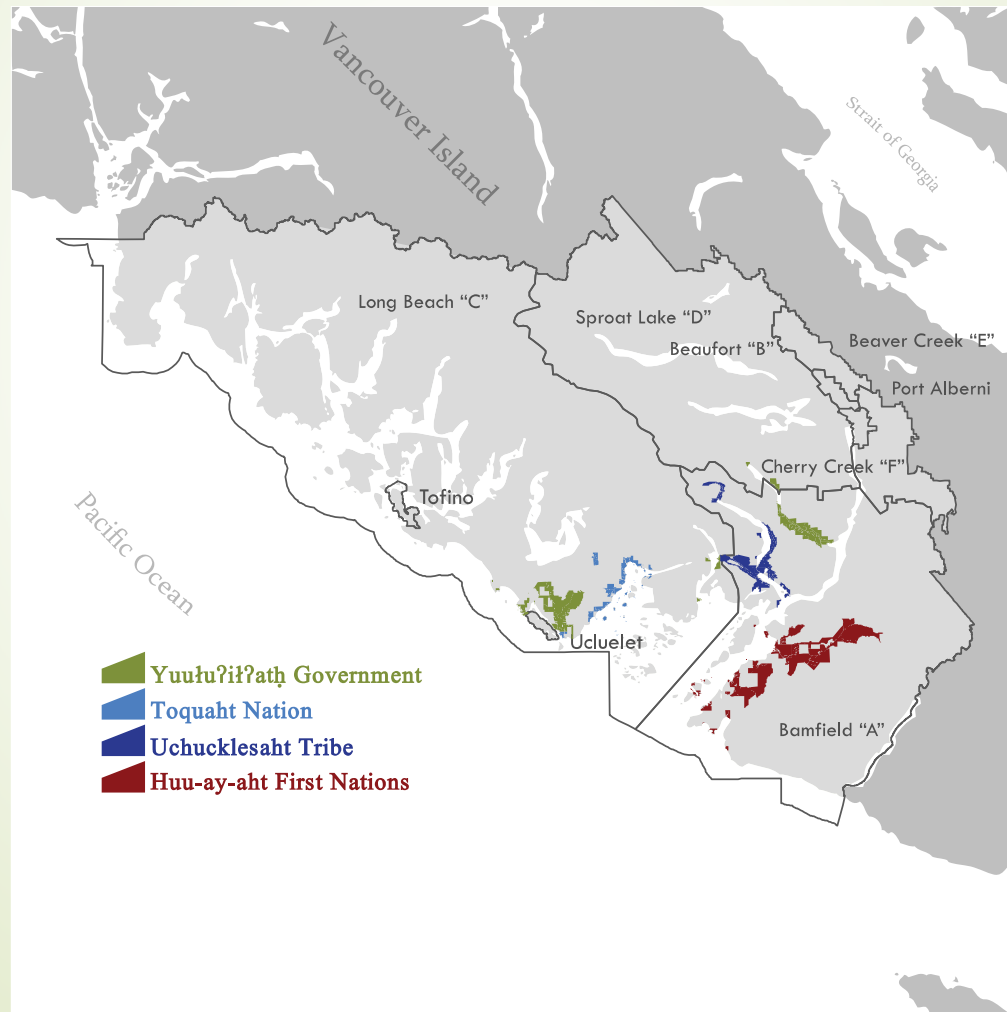 Vancouver Island
Strait of Georgia
Long Beach “C”
Sproat Lake “D”
Beaufort “B”
Beaver Creek “E”
Port Alberni
Cherry Creek “F”
Tofino
Pacific Ocean
Ucluelet
Bamfield “A”
Yuułuʔiłʔatḥ Government
Toquaht Nation
Uchucklesaht Tribe
Huu-ay-aht First Nations